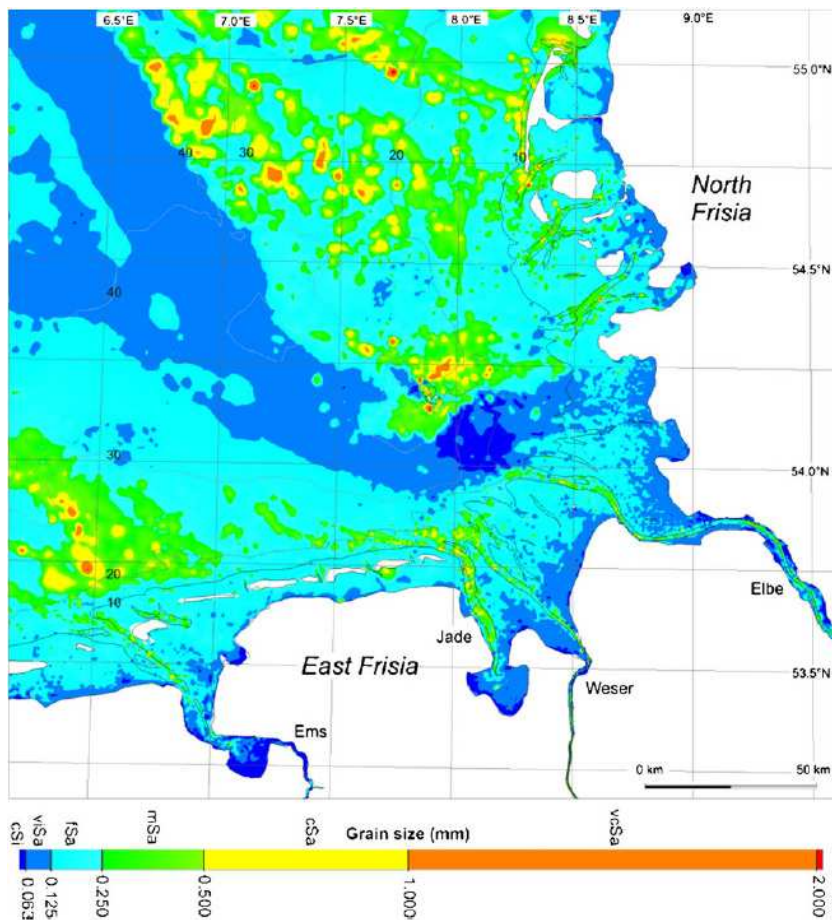 6.5°E 7.0°E 7.5°E 8.0°E 8.5°E 9.0°E
55.0°N
40 30 20 10
North
Frisia
54.5°N
40
30
54.0°N
20
10
Elbe
Jade
East Frisia
53.5°N
Weser
Ems
0 km 50 km
cSi vfSa fSa mSa cSa Grain size (mm) vcSa
0.063 0.125 0.250 0.500 1.000 2.000